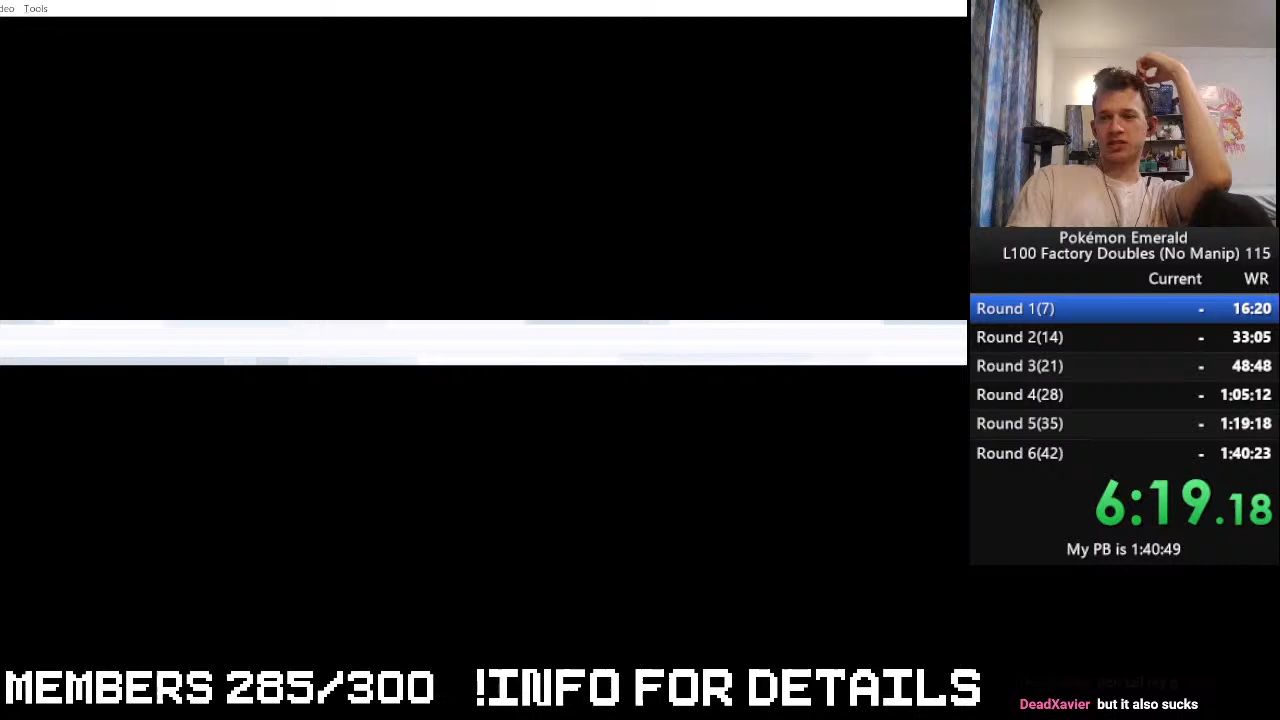 deo Tools
Pokémon Emerald
L100 Factory Doubles (No Manip) 115
Current WR
Round 1(7) - 16:20
Round 2(14) - 33:05
Round 3(21) - 48:48
Round 4(28) - 1:05:12
Round 5(35) - 1:19:18
Round 6(42) - 1:40:23
6:19.18
My PB is 1:40:49
MEMBERS 285/300 !INFO FOR DETAILS
DeadXavier but it also sucks